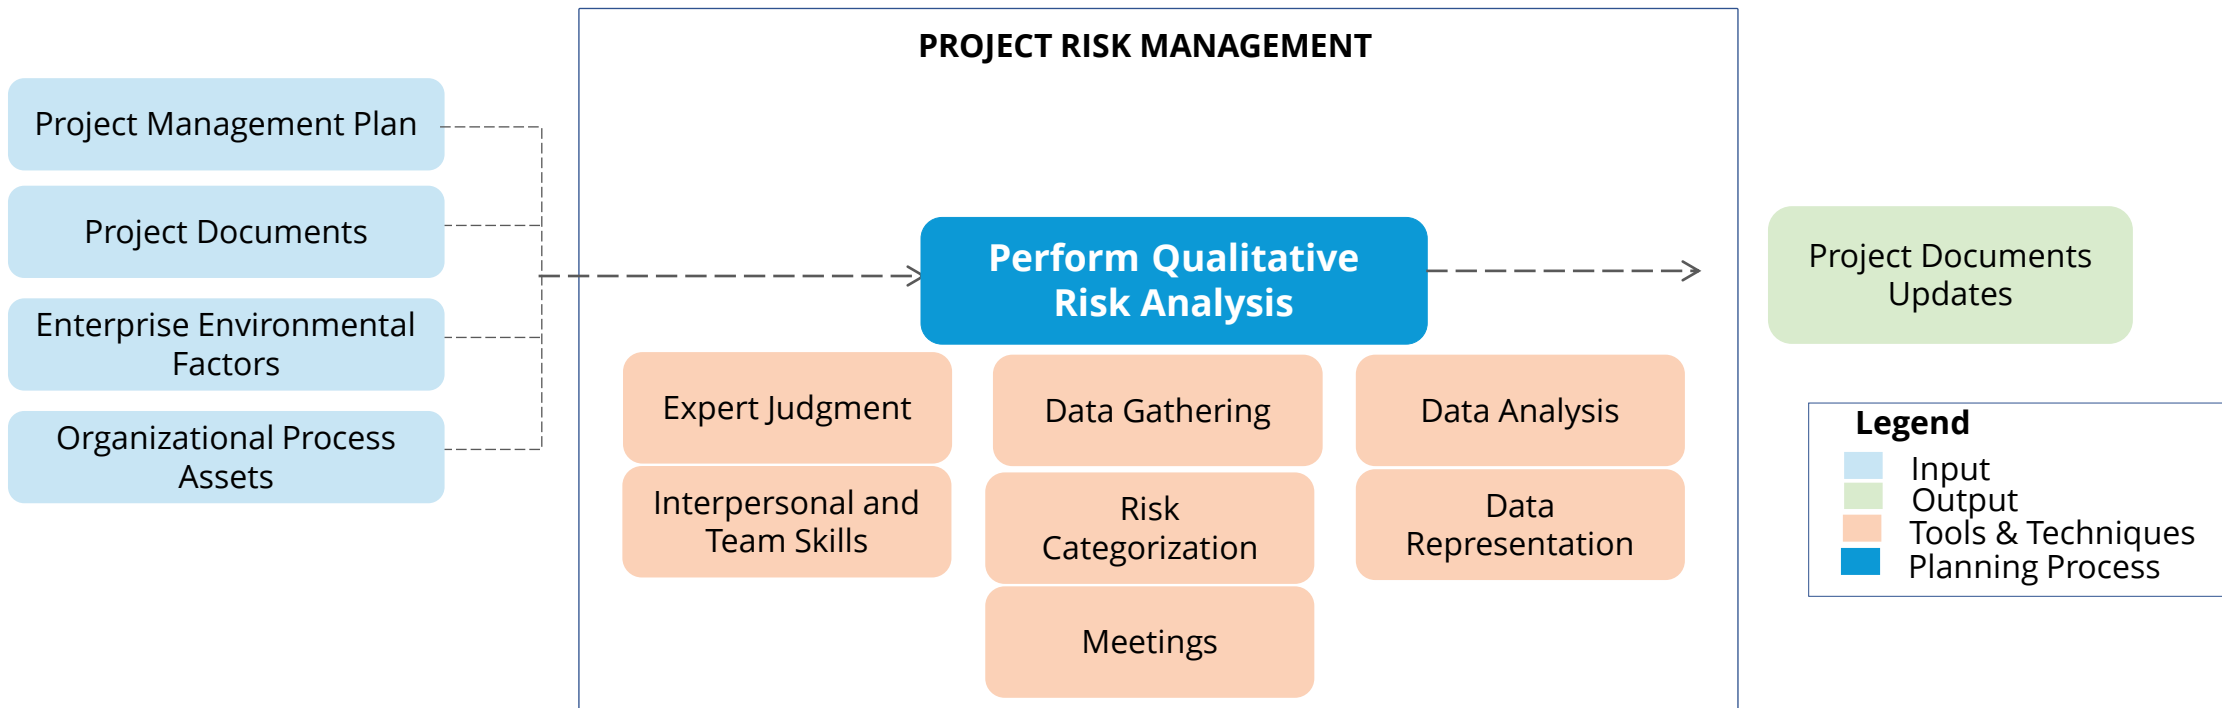 PROJECT RISK MANAGEMENT
Project Management Plan
Project Documents
Enterprise Environmental
Factors
Organizational Process
Assets
Perform Qualitative
Risk Analysis
Expert Judgment
Data Gathering
Data Analysis
Interpersonal and
Team Skills
Risk
Categorization
Data
Representation
Meetings
Project Documents
Updates
Legend
Input
Output
Tools & Techniques
Planning Process